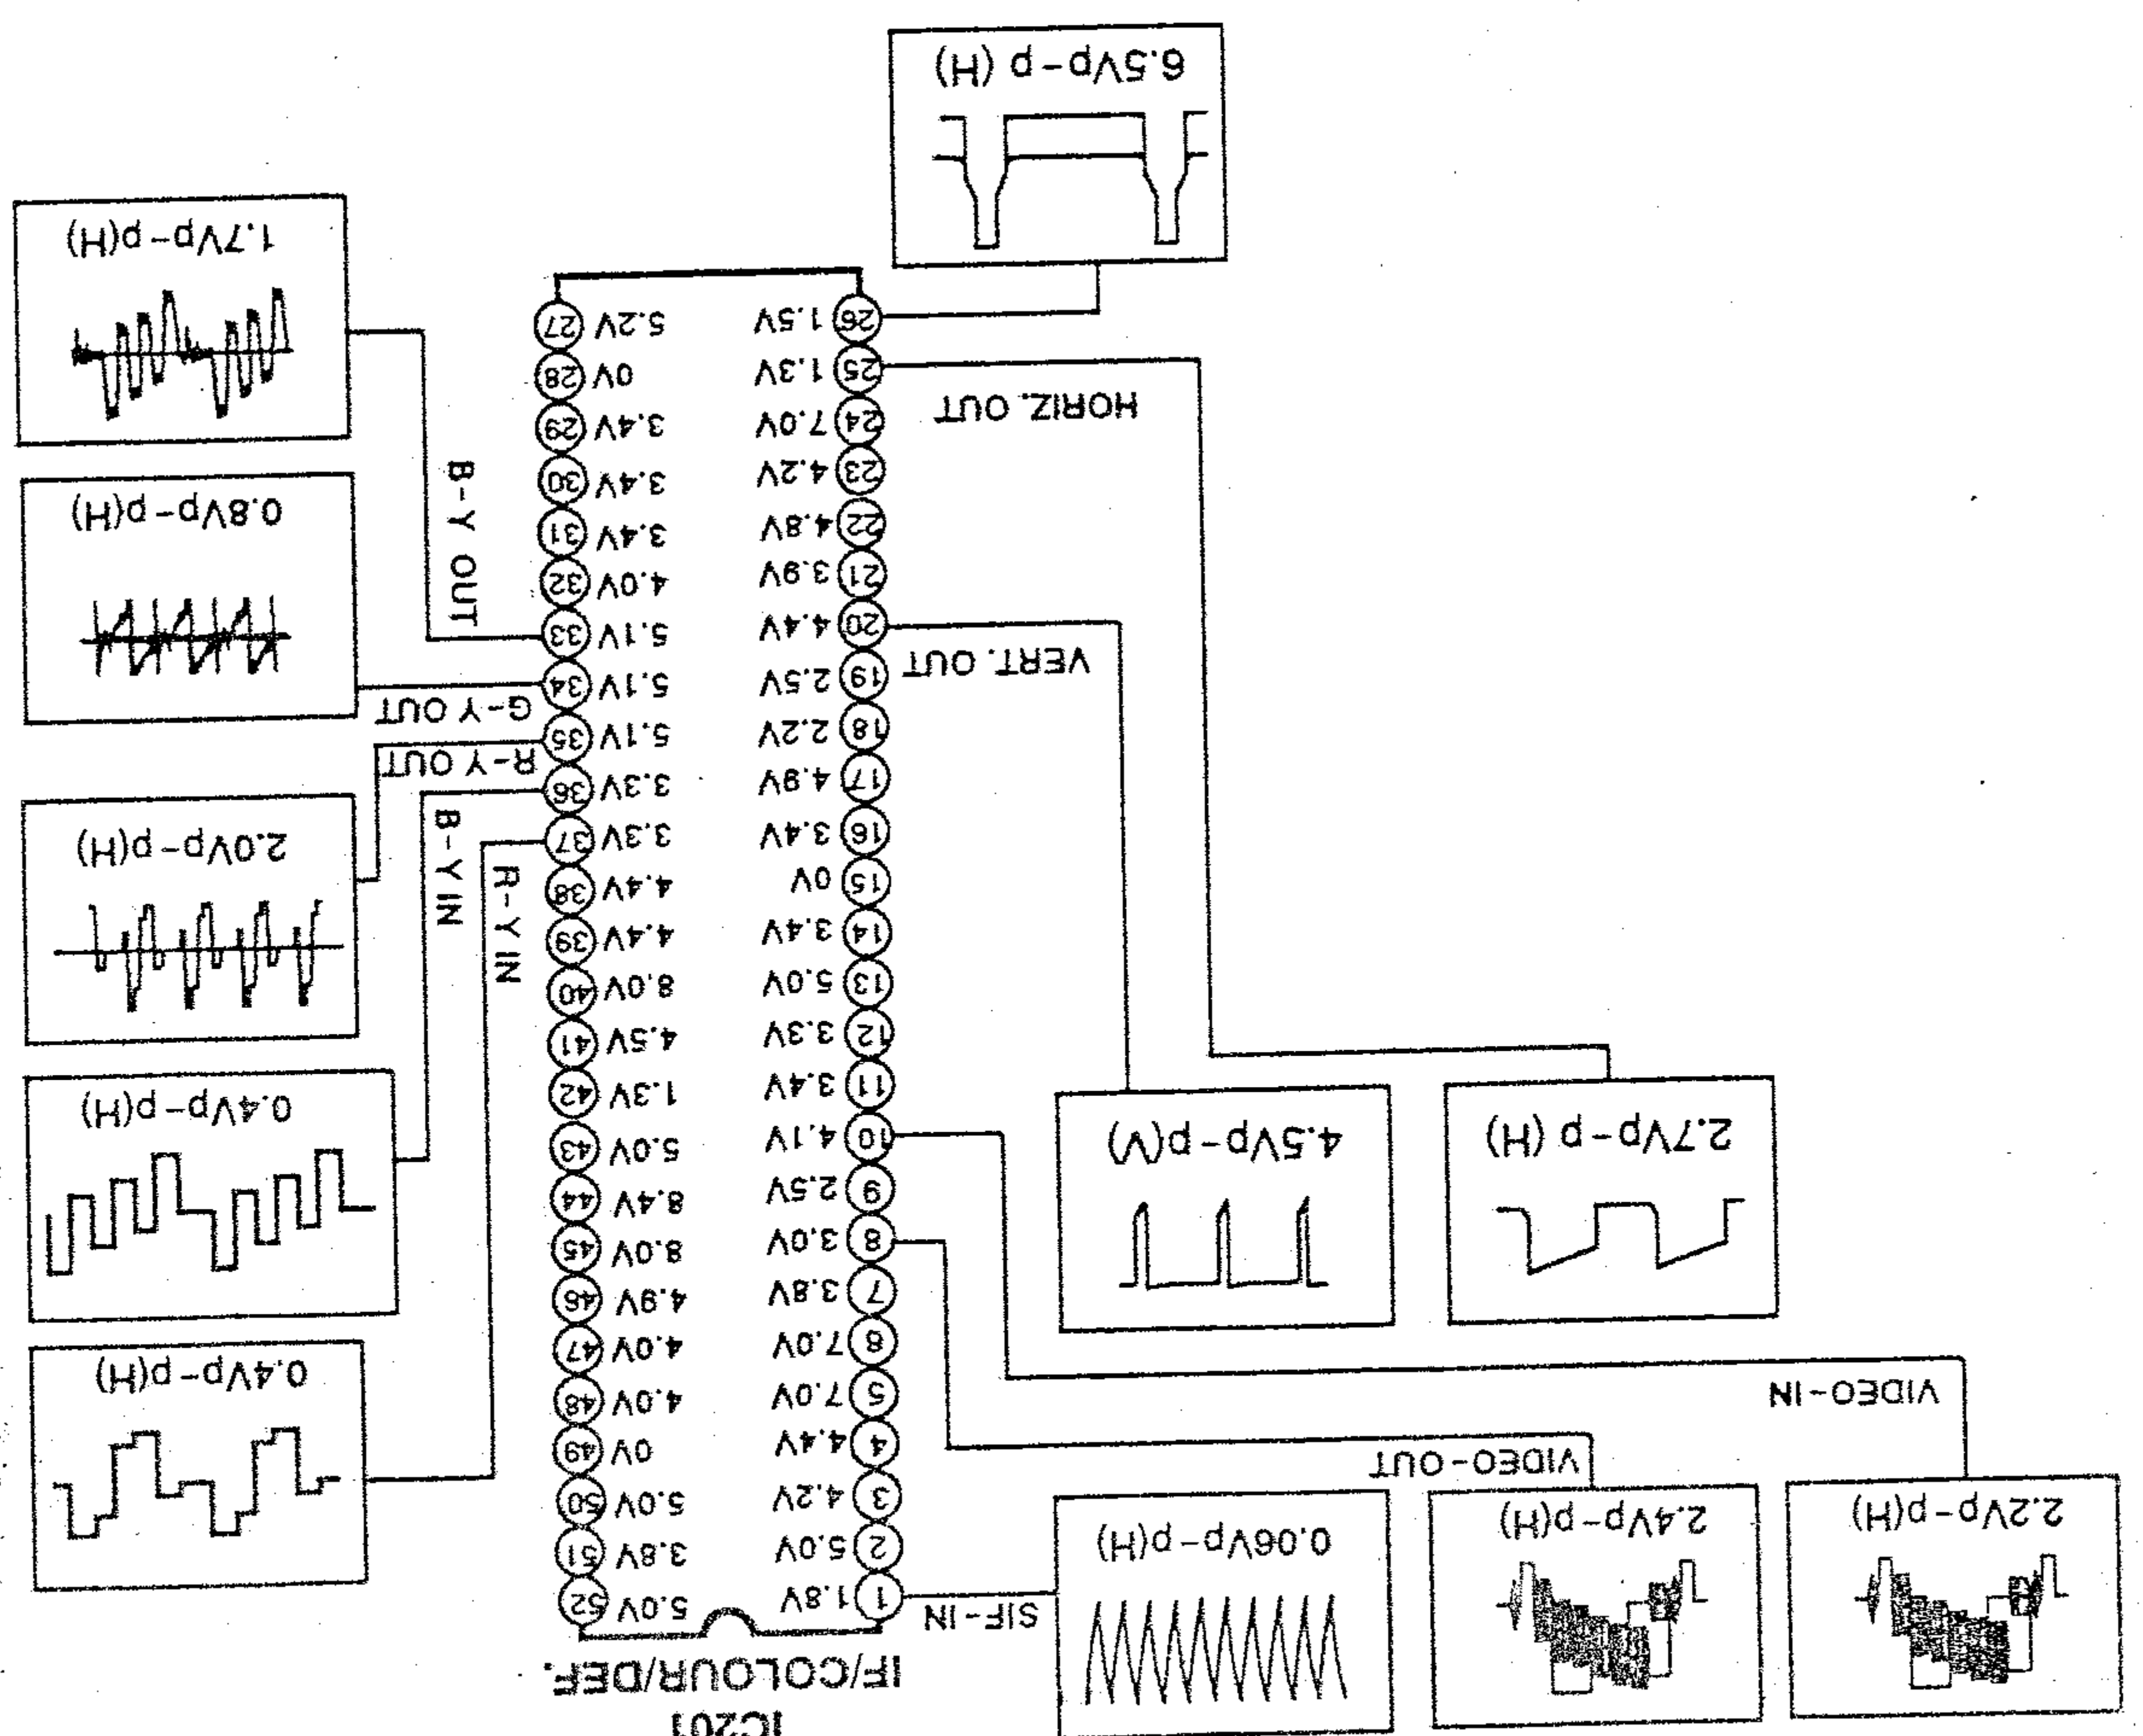 IC201
IF/COLOUR/DEF.
SIF-IN
1 1.8V 5.0V 52
2 5.0V 3.8V 51
3 4.2V 5.0V 50
4 4.4V 0V 49
5 7.0V 4.0V 48
6 7.0V 4.0V 47
7 3.8V 4.9V 46
8 3.0V 8.0V 45
9 2.5V 8.4V 44
10 4.1V 5.0V 43
11 3.4V 1.3V 42
12 3.3V 4.5V 41
13 5.0V 8.0V 40
14 3.4V 4.4V 39
15 0V 4.4V 38
16 3.4V 3.3V 37
17 4.9V 3.3V 36
18 2.2V 5.1V 35
19 2.5V 5.1V 34
20 4.4V 5.1V 33
21 3.9V 4.0V 32
22 4.8V 3.4V 31
23 4.2V 3.4V 30
24 7.0V 3.4V 29
25 1.3V 0V 28
26 1.5V 5.2V 27
2.2Vp-p(H)
2.4Vp-p(H)
0.06Vp-p(H)
VIDEO-OUT
VIDEO-IN
2.7Vp-p (H)
4.5Vp-p(V)
VERT. OUT
HORIZ. OUT
6.5Vp-p (H)
0.4Vp-p(H)
R-Y IN
0.4Vp-p(H)
B-Y IN
2.0Vp-p(H)
R-Y OUT
G-Y OUT
0.8Vp-p(H)
B-Y OUT
1.7Vp-p(H)